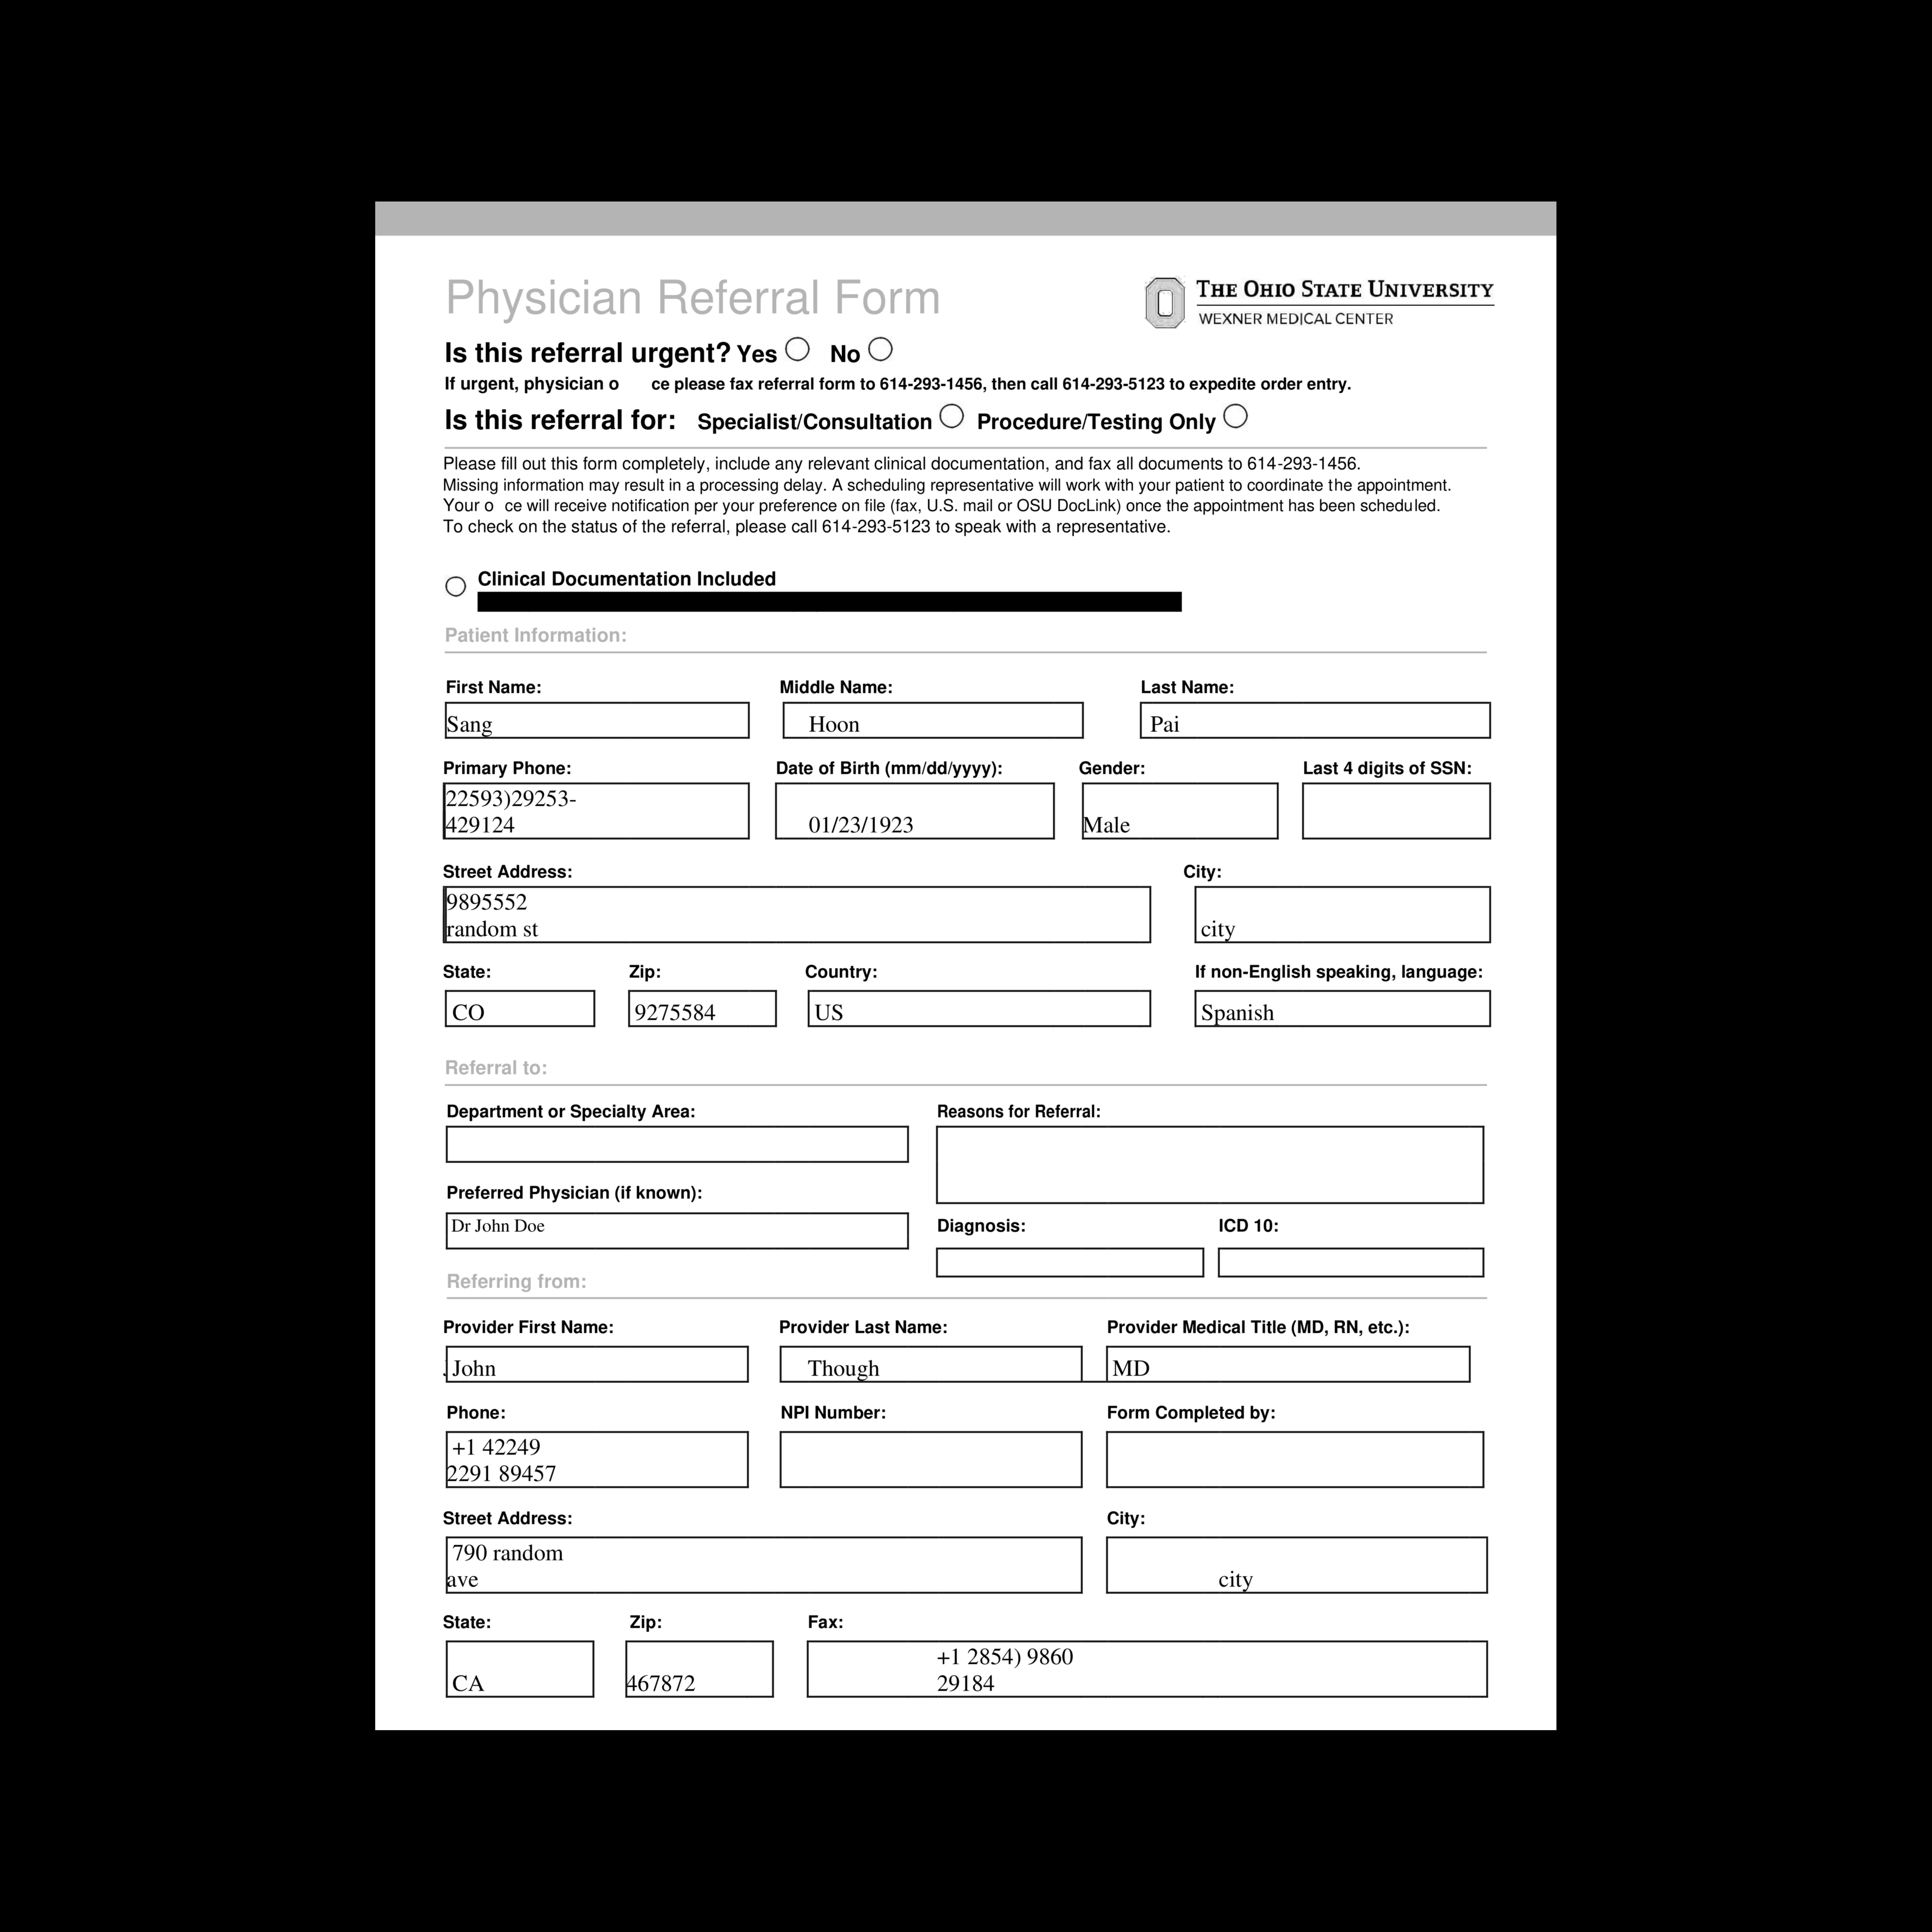 Physician Referral Form
THE OHIO STATE UNIVERSITY
WEXNER MEDICAL CENTER
Is this referral urgent? Yes No
If urgent, physician o ce please fax referral form to 614-293-1456, then call 614-293-5123 to expedite order entry.
Is this referral for: Specialist/Consultation Procedure/Testing Only
Please fill out this form completely, include any relevant clinical documentation, and fax all documents to 614-293-1456.
Missing information may result in a processing delay. A scheduling representative will work with your patient to coordinate the appointment.
Your o ce will receive notification per your preference on file (fax, U.S. mail or OSU DocLink) once the appointment has been scheduled.
To check on the status of the referral, please call 614-293-5123 to speak with a representative.
Clinical Documentation Included
Patient Information:
First Name: Middle Name: Last Name:
Sang Hoon Pai
Primary Phone: Date of Birth (mm/dd/yyyy): Gender: Last 4 digits of SSN:
22593)29253-
429124 01/23/1923 Male
Street Address: City:
9895552
random st city
State: Zip: Country: If non-English speaking, language:
CO 9275584 US Spanish
Referral to:
Department or Specialty Area: Reasons for Referral:
Preferred Physician (if known):
Dr John Doe Diagnosis: ICD 10:
Referring from:
Provider First Name: Provider Last Name: Provider Medical Title (MD, RN, etc.):
John Though MD
Phone: NPI Number: Form Completed by:
+1 42249
2291 89457
Street Address: City:
790 random
ave city
State: Zip: Fax:
+1 2854) 9860
CA 467872 29184